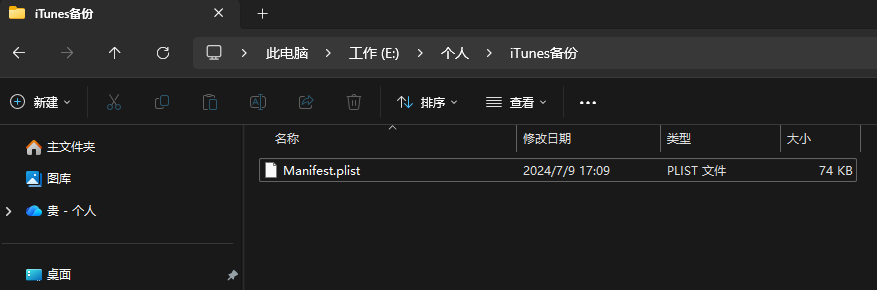 iTunes备份
此电脑 工作 (E:) 个人 iTunes备份
新建 排序 查看
主文件夹
图库
贵 - 个人
桌面
名称 修改日期 类型 大小
Manifest.plist 2024/7/9 17:09 PLIST 文件 74 KB